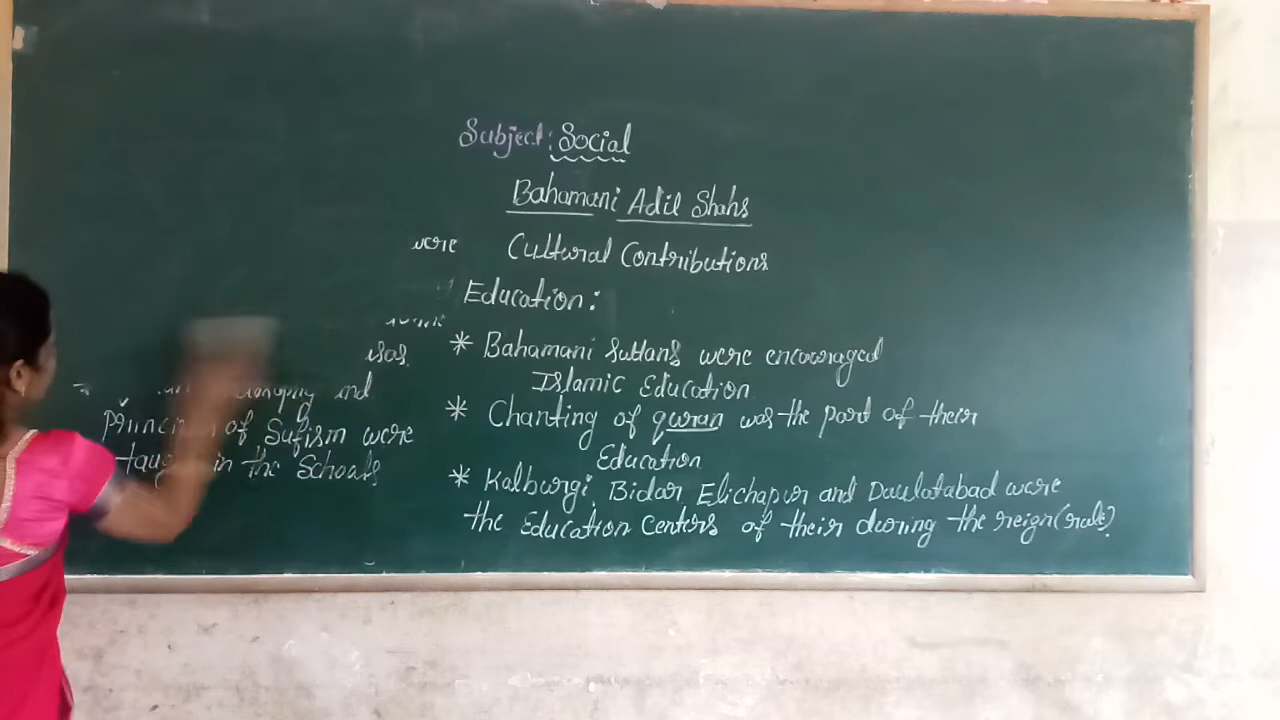 Subject: Social
Bahamani Adil Shahs
Cultural Contributions
Education:
* Bahamani Sultans were encouraged
Islamic Education
* Chanting of quran was the part of their
Education
* Kalburgi, Bidar Elichapur and Daulatabad were
the Education Centers of their during the reign(rule).
were
and
of Sufism were
in the Schools